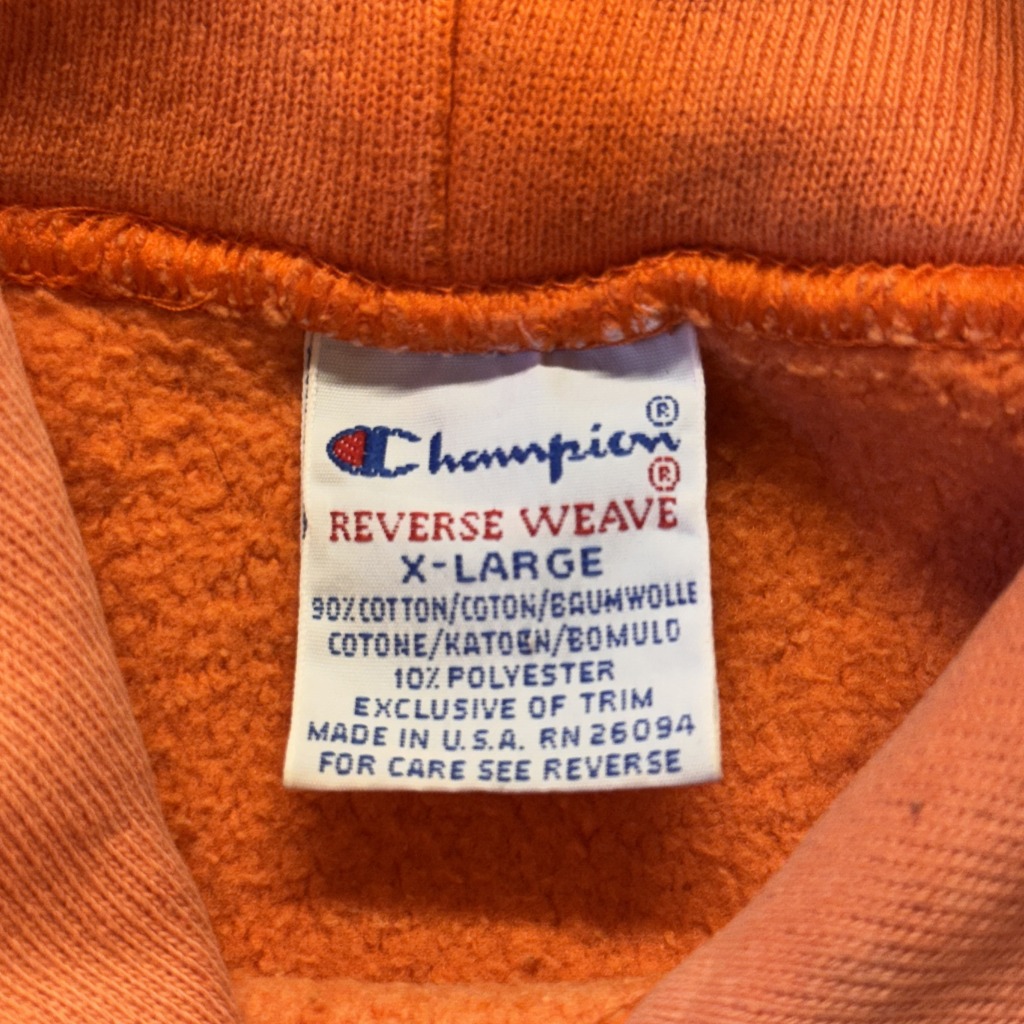 Champion®
REVERSE WEAVE®
X-LARGE
90% COTTON/COTON/BAUMWOLLE
COTONE/KATOEN/BOMULD
10% POLYESTER
EXCLUSIVE OF TRIM
MADE IN U.S.A. RN 26094
FOR CARE SEE REVERSE